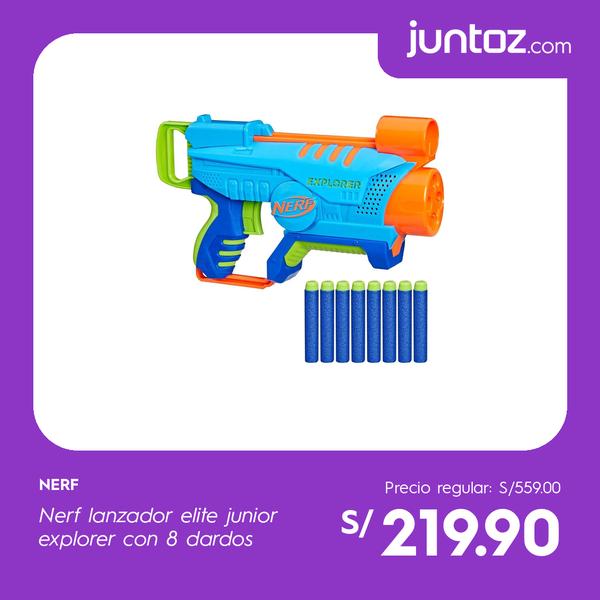 juntoz.com
EXPLORER
NERF
NERF
Nerf lanzador elite junior
explorer con 8 dardos
Precio regular: S/559.00
S/ 219.90